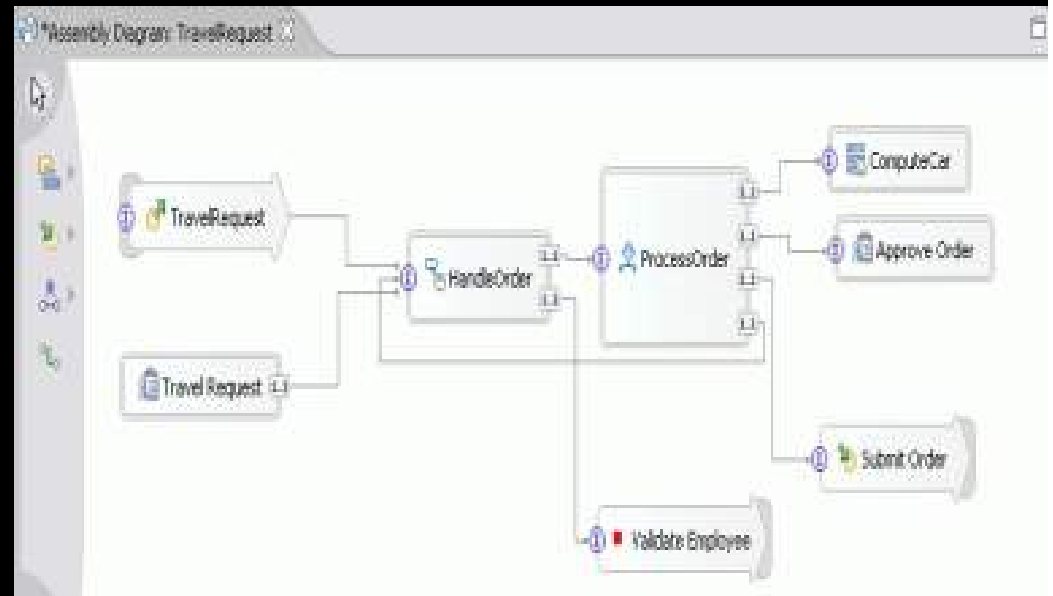 *Assembly Diagram: TravelRequest
ComputeCar
TravelRequest
Approve Order
HandleOrder
ProcessOrder
Travel Request
Submit Order
Validate Employee